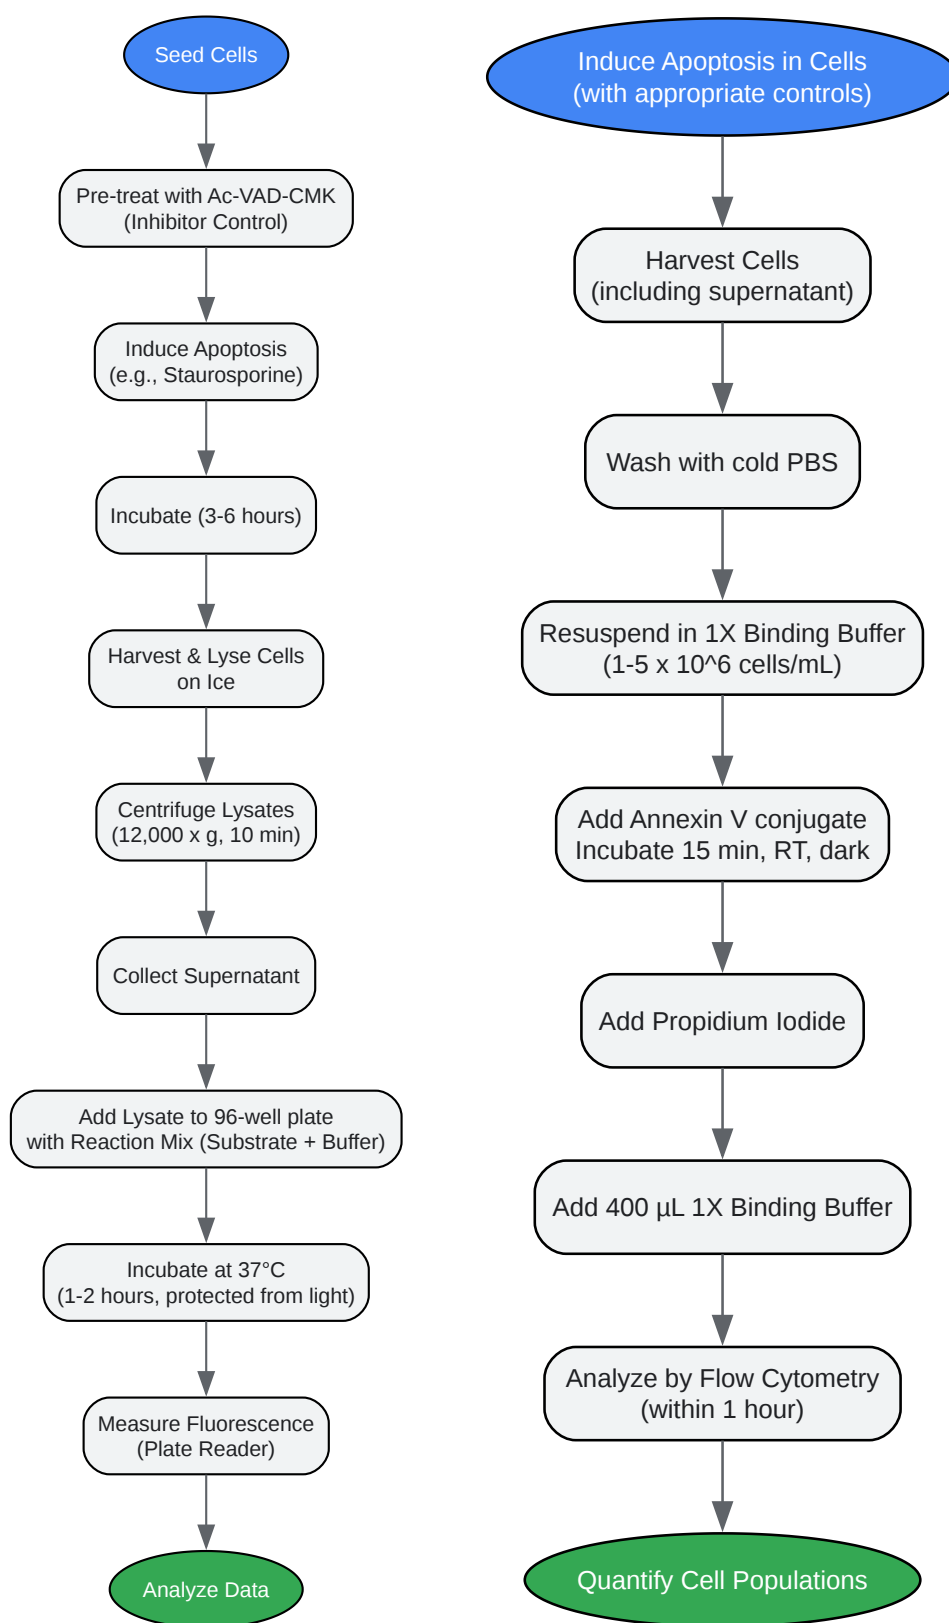 Seed Cells
Pre-treat with Ac-VAD-CMK
(Inhibitor Control)
Induce Apoptosis
(e.g., Staurosporine)
Incubate (3-6 hours)
Harvest & Lyse Cells
on Ice
Centrifuge Lysates
(12,000 x g, 10 min)
Collect Supernatant
Add Lysate to 96-well plate
with Reaction Mix (Substrate + Buffer)
Incubate at 37°C
(1-2 hours, protected from light)
Measure Fluorescence
(Plate Reader)
Analyze Data
Induce Apoptosis in Cells
(with appropriate controls)
Harvest Cells
(including supernatant)
Wash with cold PBS
Resuspend in 1X Binding Buffer
(1-5 x 10^6 cells/mL)
Add Annexin V conjugate
Incubate 15 min, RT, dark
Add Propidium Iodide
Add 400 µL 1X Binding Buffer
Analyze by Flow Cytometry
(within 1 hour)
Quantify Cell Populations